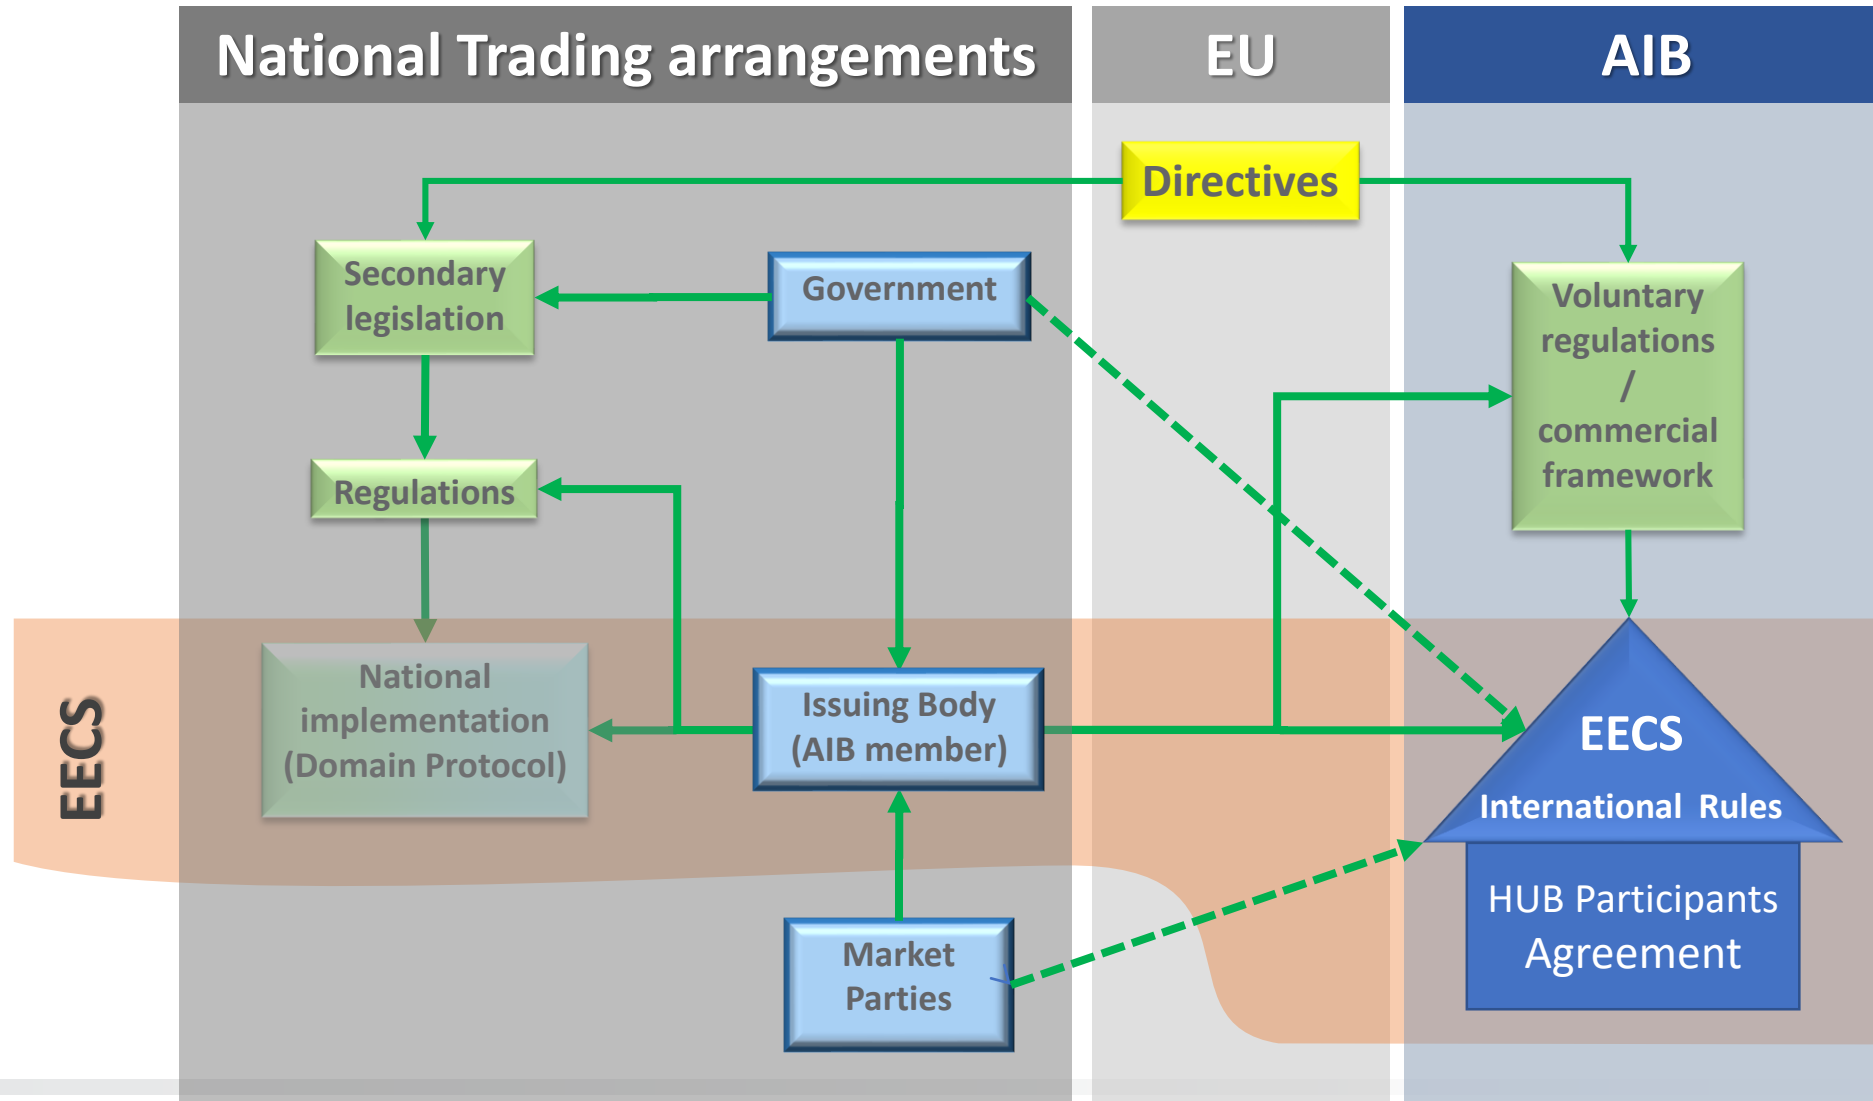 National Trading arrangements
EU
AIB
Directives
Secondary
legislation
Government
Voluntary
regulations
/
commercial
framework
Regulations
EECS
National
implementation
(Domain Protocol)
Issuing Body
(AIB member)
EECS
International Rules
Market
Parties
HUB Participants
Agreement